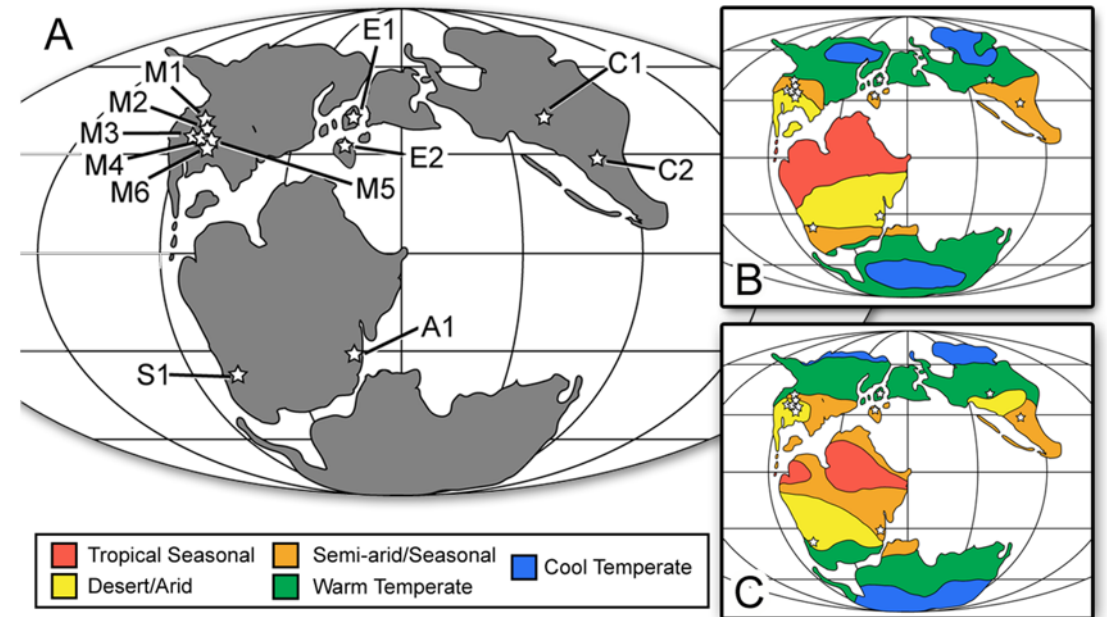 A
E1
M1
C1
M2
M3
M4
E2
M6
M5
C2
A1
S1
B
C
Tropical Seasonal
Semi-arid/Seasonal
Cool Temperate
Desert/Arid
Warm Temperate